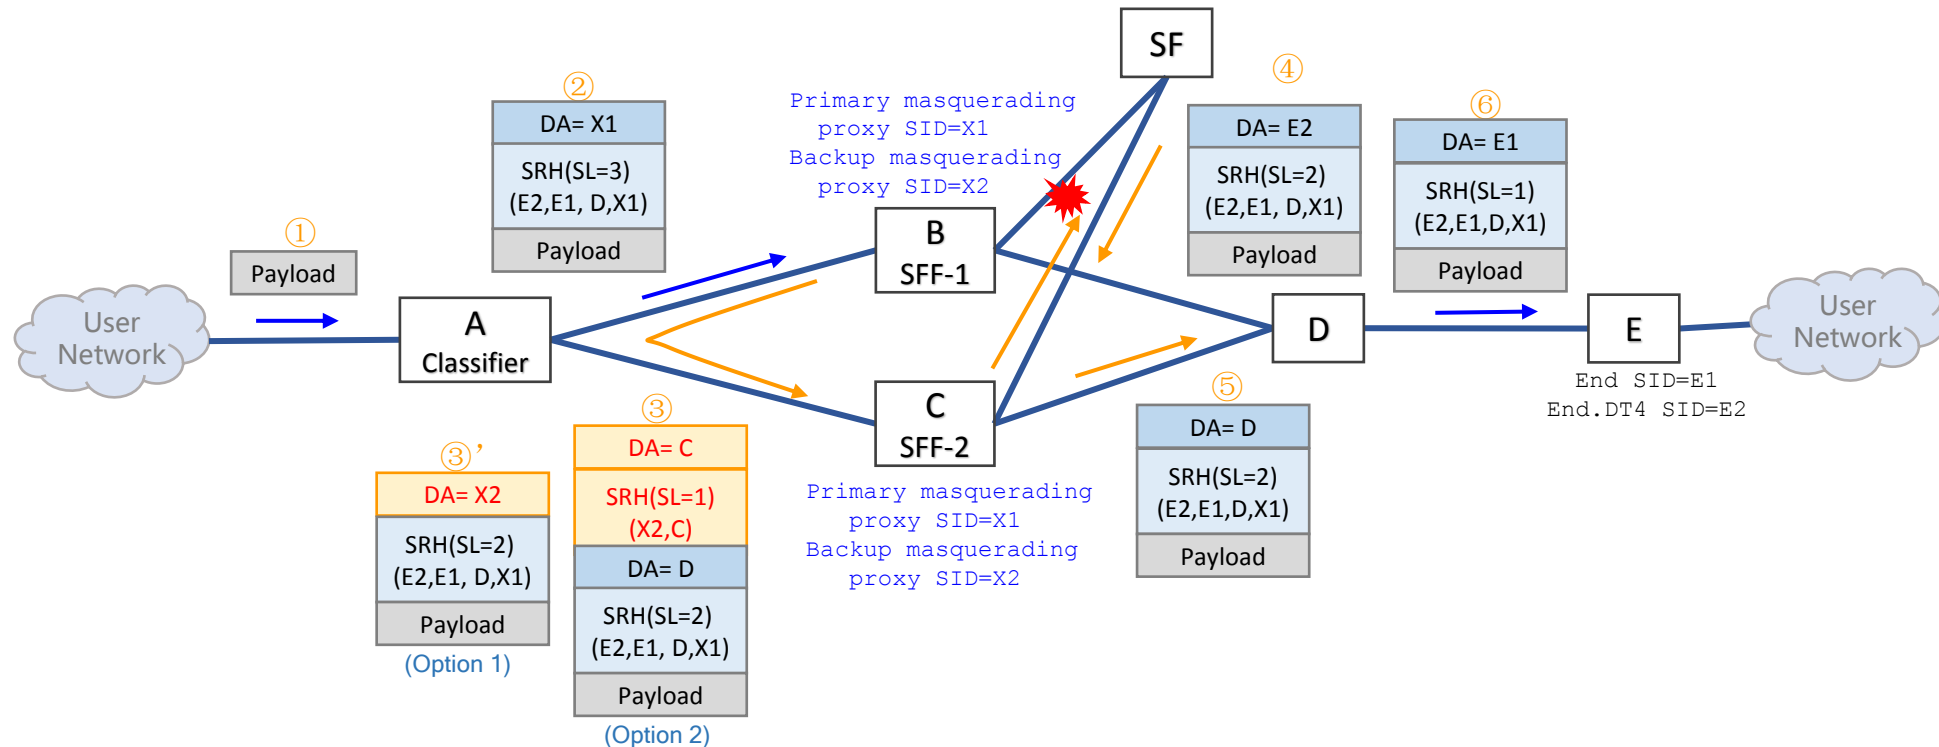 SF
②
DA= X1
SRH(SL=3)
(E2,E1, D,X1)
Payload
Primary masquerading
proxy SID=X1
Backup masquerading
proxy SID=X2
④
DA= E2
SRH(SL=2)
(E2,E1, D,X1)
Payload
⑥
DA= E1
SRH(SL=1)
(E2,E1,D,X1)
Payload
①
Payload
User
Network
A
Classifier
B
SFF-1
C
SFF-2
D
E
End SID=E1
End.DT4 SID=E2
User
Network
③’
DA= X2
SRH(SL=2)
(E2,E1, D,X1)
Payload
(Option 1)
③
DA= C
SRH(SL=1)
(X2,C)
DA= D
SRH(SL=2)
(E2,E1, D,X1)
Payload
(Option 2)
Primary masquerading
proxy SID=X1
Backup masquerading
proxy SID=X2
⑤
DA= D
SRH(SL=2)
(E2,E1,D,X1)
Payload